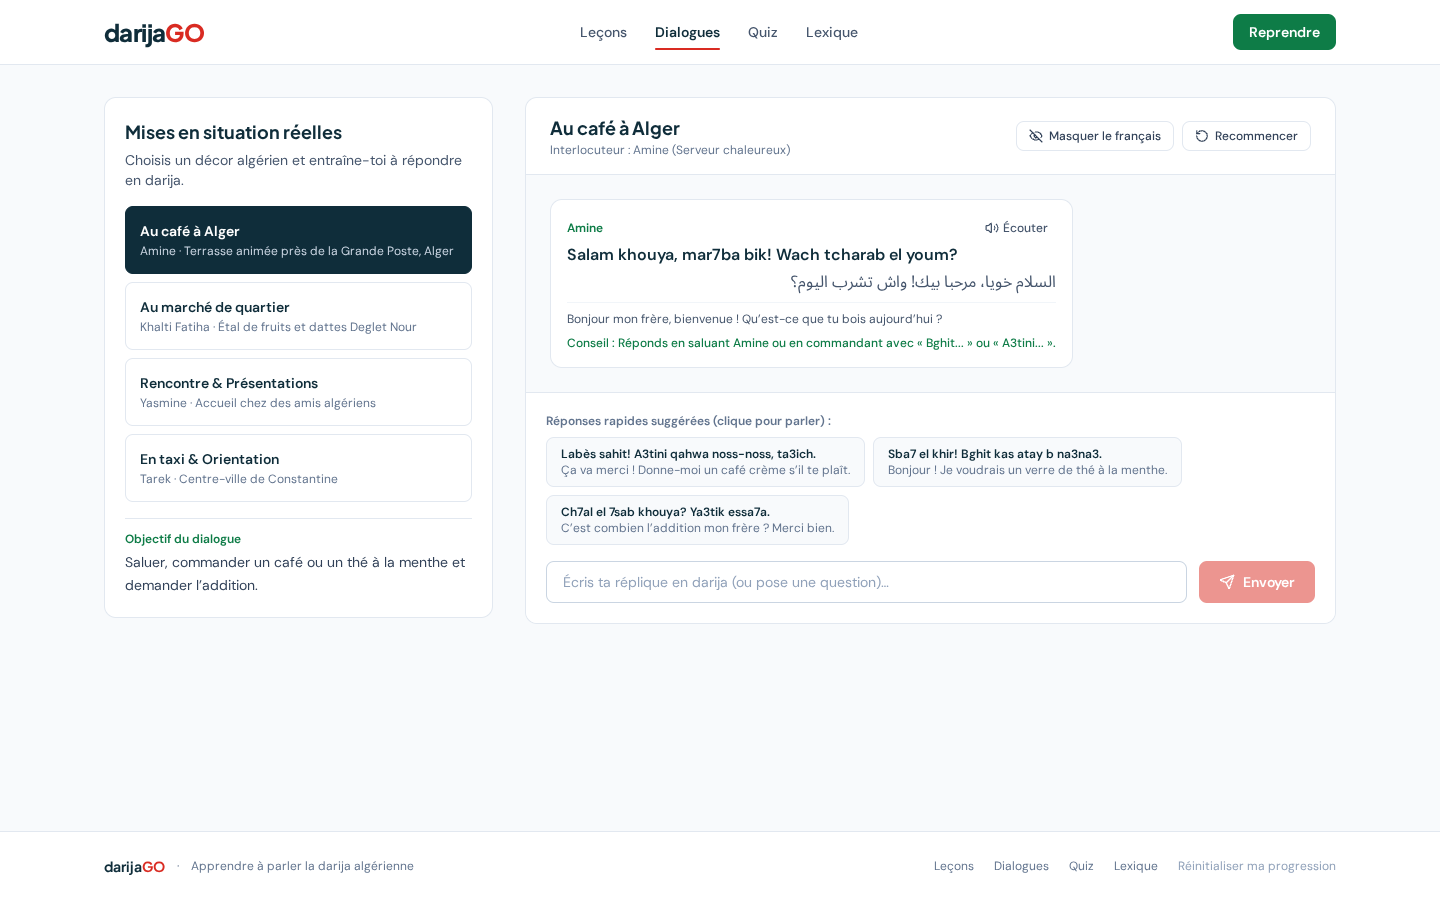 darijaGO
Leçons
Dialogues
Quiz
Lexique
Reprendre
Mises en situation réelles
Choisis un décor algérien et entraîne-toi à répondre
en darija.
Au café à Alger
Amine · Terrasse animée près de la Grande Poste, Alger
Au marché de quartier
Khalti Fatiha · Étal de fruits et dattes Deglet Nour
Rencontre & Présentations
Yasmine · Accueil chez des amis algériens
En taxi & Orientation
Tarek · Centre-ville de Constantine
Objectif du dialogue
Saluer, commander un café ou un thé à la menthe et
demander l’addition.
Au café à Alger
Interlocuteur : Amine (Serveur chaleureux)
Masquer le français
Recommencer
Amine
Écouter
Salam khouya, mar7ba bik! Wach tcharab el youm?
السلام خويا، مرحبا بيك! واش تشرب اليوم؟
Bonjour mon frère, bienvenue ! Qu’est-ce que tu bois aujourd’hui ?
Conseil : Réponds en saluant Amine ou en commandant avec « Bghit... » ou « A3tini... ».
Réponses rapides suggérées (clique pour parler) :
Labès sahit! A3tini qahwa noss-noss, ta3ich.
Ça va merci ! Donne-moi un café crème s’il te plaît.
Sba7 el khir! Bghit kas atay b na3na3.
Bonjour ! Je voudrais un verre de thé à la menthe.
Ch7al el 7sab khouya? Ya3tik essa7a.
C’est combien l’addition mon frère ? Merci bien.
Écris ta réplique en darija (ou pose une question)...
Envoyer
darijaGO · Apprendre à parler la darija algérienne
Leçons
Dialogues
Quiz
Lexique
Réinitialiser ma progression